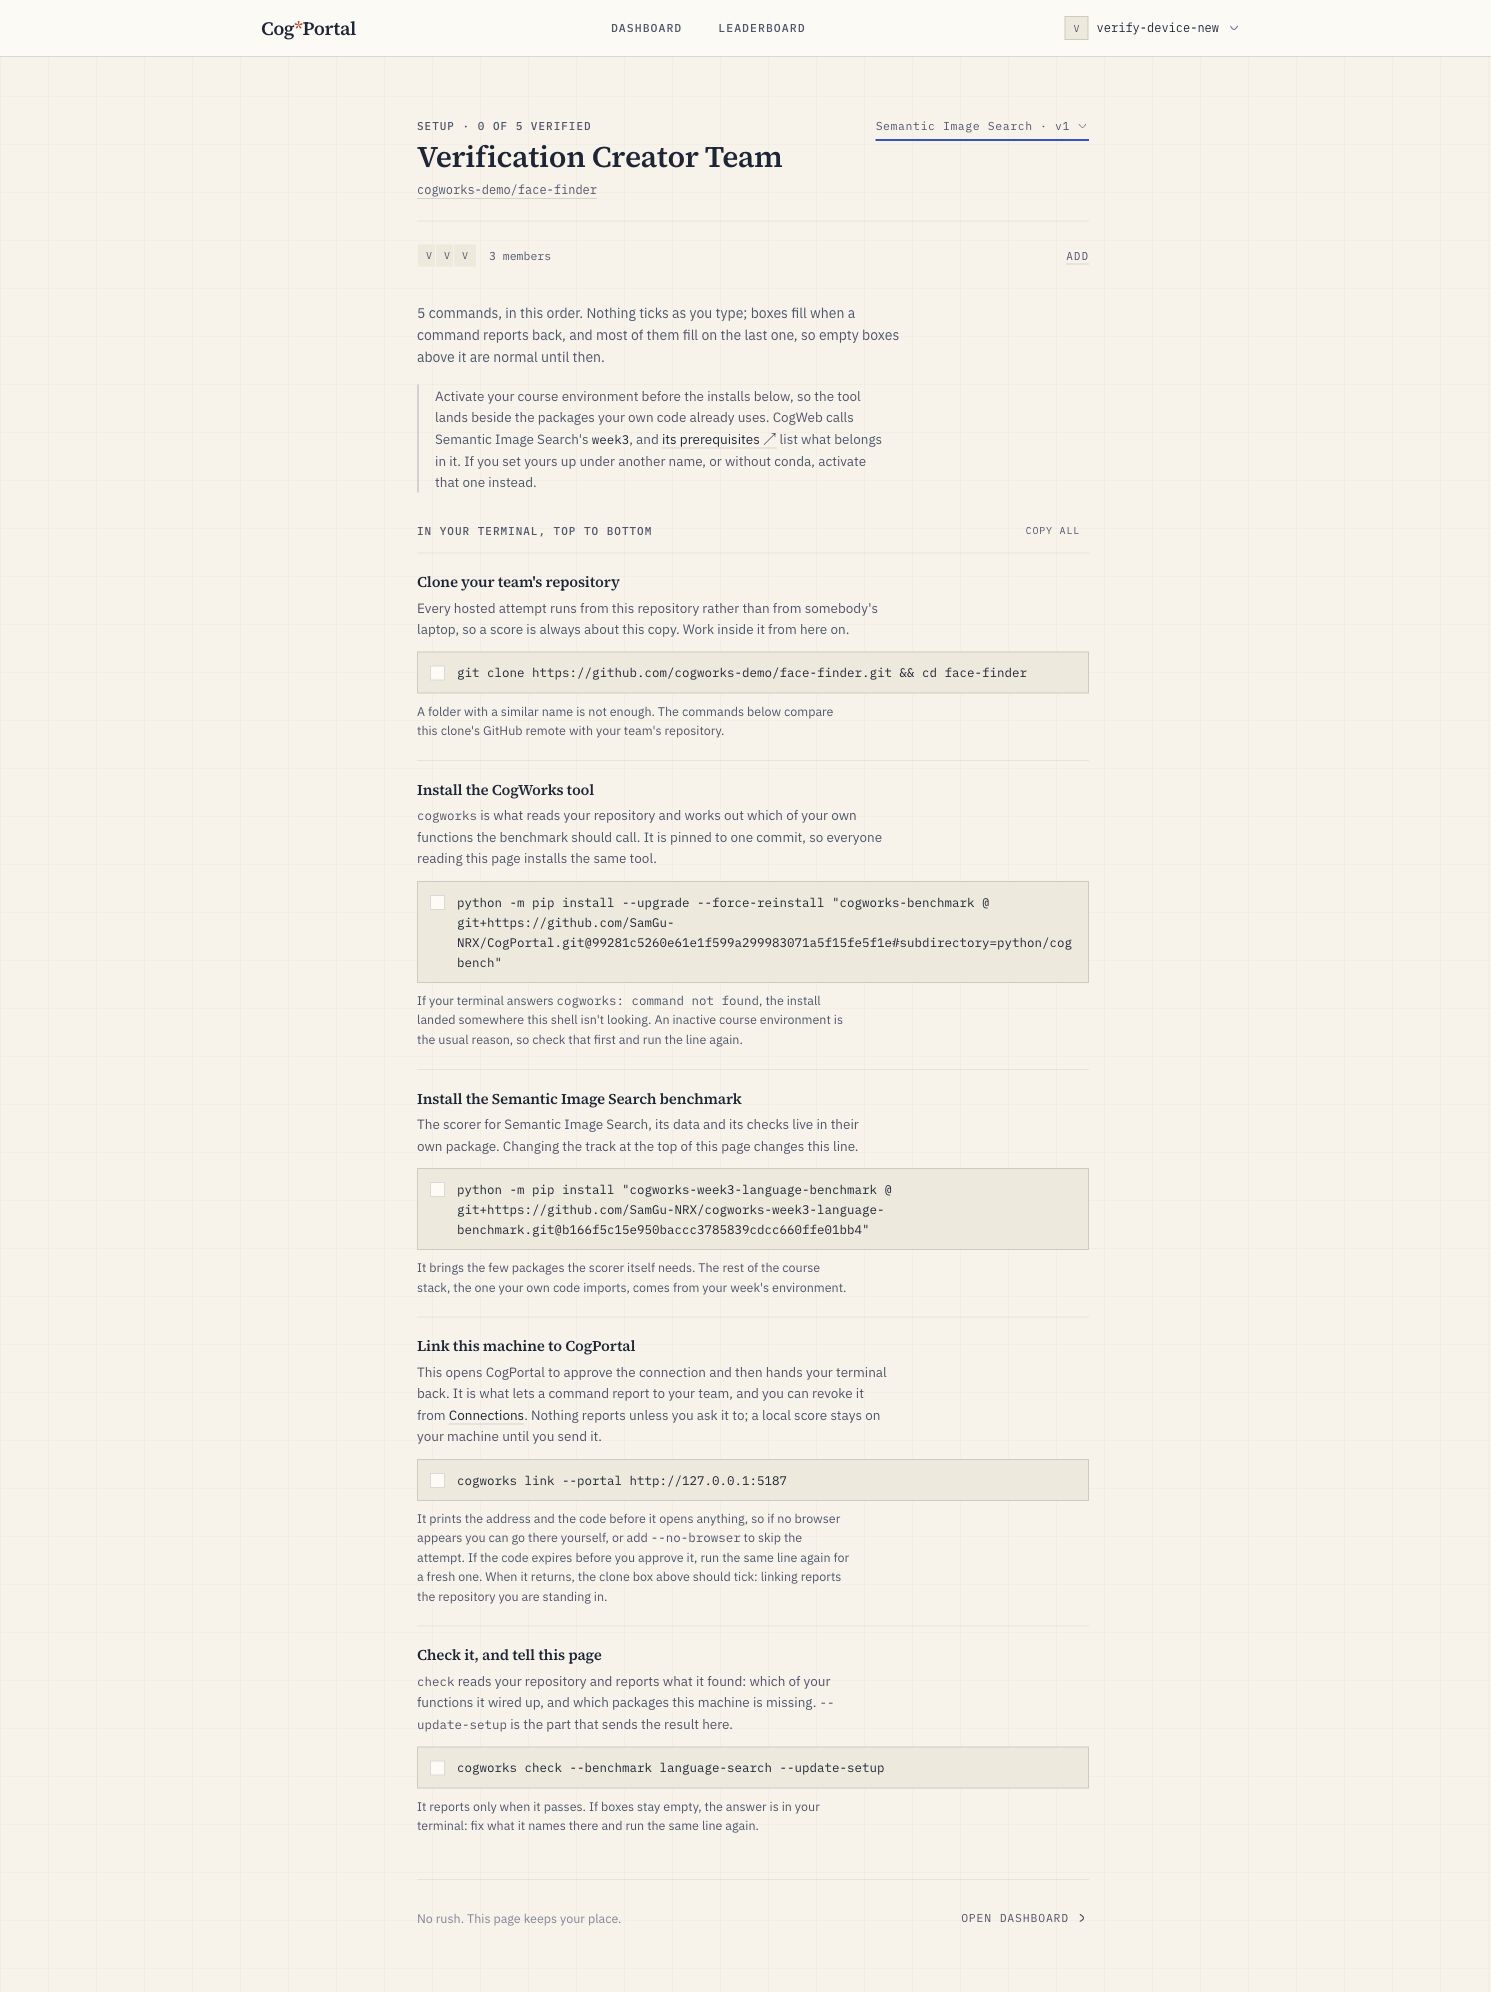 Cog*Portal
DASHBOARD
LEADERBOARD
V
verify-device-new
SETUP · 0 OF 5 VERIFIED
Semantic Image Search · v1
Verification Creator Team
cogworks-demo/face-finder
V V V
3 members
ADD
5 commands, in this order. Nothing ticks as you type; boxes fill when a
command reports back, and most of them fill on the last one, so empty boxes
above it are normal until then.
Activate your course environment before the installs below, so the tool
lands beside the packages your own code already uses. CogWeb calls
Semantic Image Search's week3, and its prerequisites ↗ list what belongs
in it. If you set yours up under another name, or without conda, activate
that one instead.
IN YOUR TERMINAL, TOP TO BOTTOM
COPY ALL
Clone your team's repository
Every hosted attempt runs from this repository rather than from somebody's
laptop, so a score is always about this copy. Work inside it from here on.
git clone https://github.com/cogworks-demo/face-finder.git && cd face-finder
A folder with a similar name is not enough. The commands below compare
this clone's GitHub remote with your team's repository.
Install the CogWorks tool
cogworks is what reads your repository and works out which of your own
functions the benchmark should call. It is pinned to one commit, so everyone
reading this page installs the same tool.
python -m pip install --upgrade --force-reinstall "cogworks-benchmark @
git+https://github.com/SamGu-
NRX/CogPortal.git@99281c5260e61e1f599a299983071a5f15fe5f1e#subdirectory=python/cog
bench"
If your terminal answers cogworks: command not found, the install
landed somewhere this shell isn't looking. An inactive course environment is
the usual reason, so check that first and run the line again.
Install the Semantic Image Search benchmark
The scorer for Semantic Image Search, its data and its checks live in their
own package. Changing the track at the top of this page changes this line.
python -m pip install "cogworks-week3-language-benchmark @
git+https://github.com/SamGu-NRX/cogworks-week3-language-
benchmark.git@b166f5c15e950baccc3785839cdcc660ffe01bb4"
It brings the few packages the scorer itself needs. The rest of the course
stack, the one your own code imports, comes from your week's environment.
Link this machine to CogPortal
This opens CogPortal to approve the connection and then hands your terminal
back. It is what lets a command report to your team, and you can revoke it
from Connections. Nothing reports unless you ask it to; a local score stays on
your machine until you send it.
cogworks link --portal http://127.0.0.1:5187
It prints the address and the code before it opens anything, so if no browser
appears you can go there yourself, or add --no-browser to skip the
attempt. If the code expires before you approve it, run the same line again for
a fresh one. When it returns, the clone box above should tick: linking reports
the repository you are standing in.
Check it, and tell this page
check reads your repository and reports what it found: which of your
functions it wired up, and which packages this machine is missing. --
update-setup is the part that sends the result here.
cogworks check --benchmark language-search --update-setup
It reports only when it passes. If boxes stay empty, the answer is in your
terminal: fix what it names there and run the same line again.
No rush. This page keeps your place.
OPEN DASHBOARD